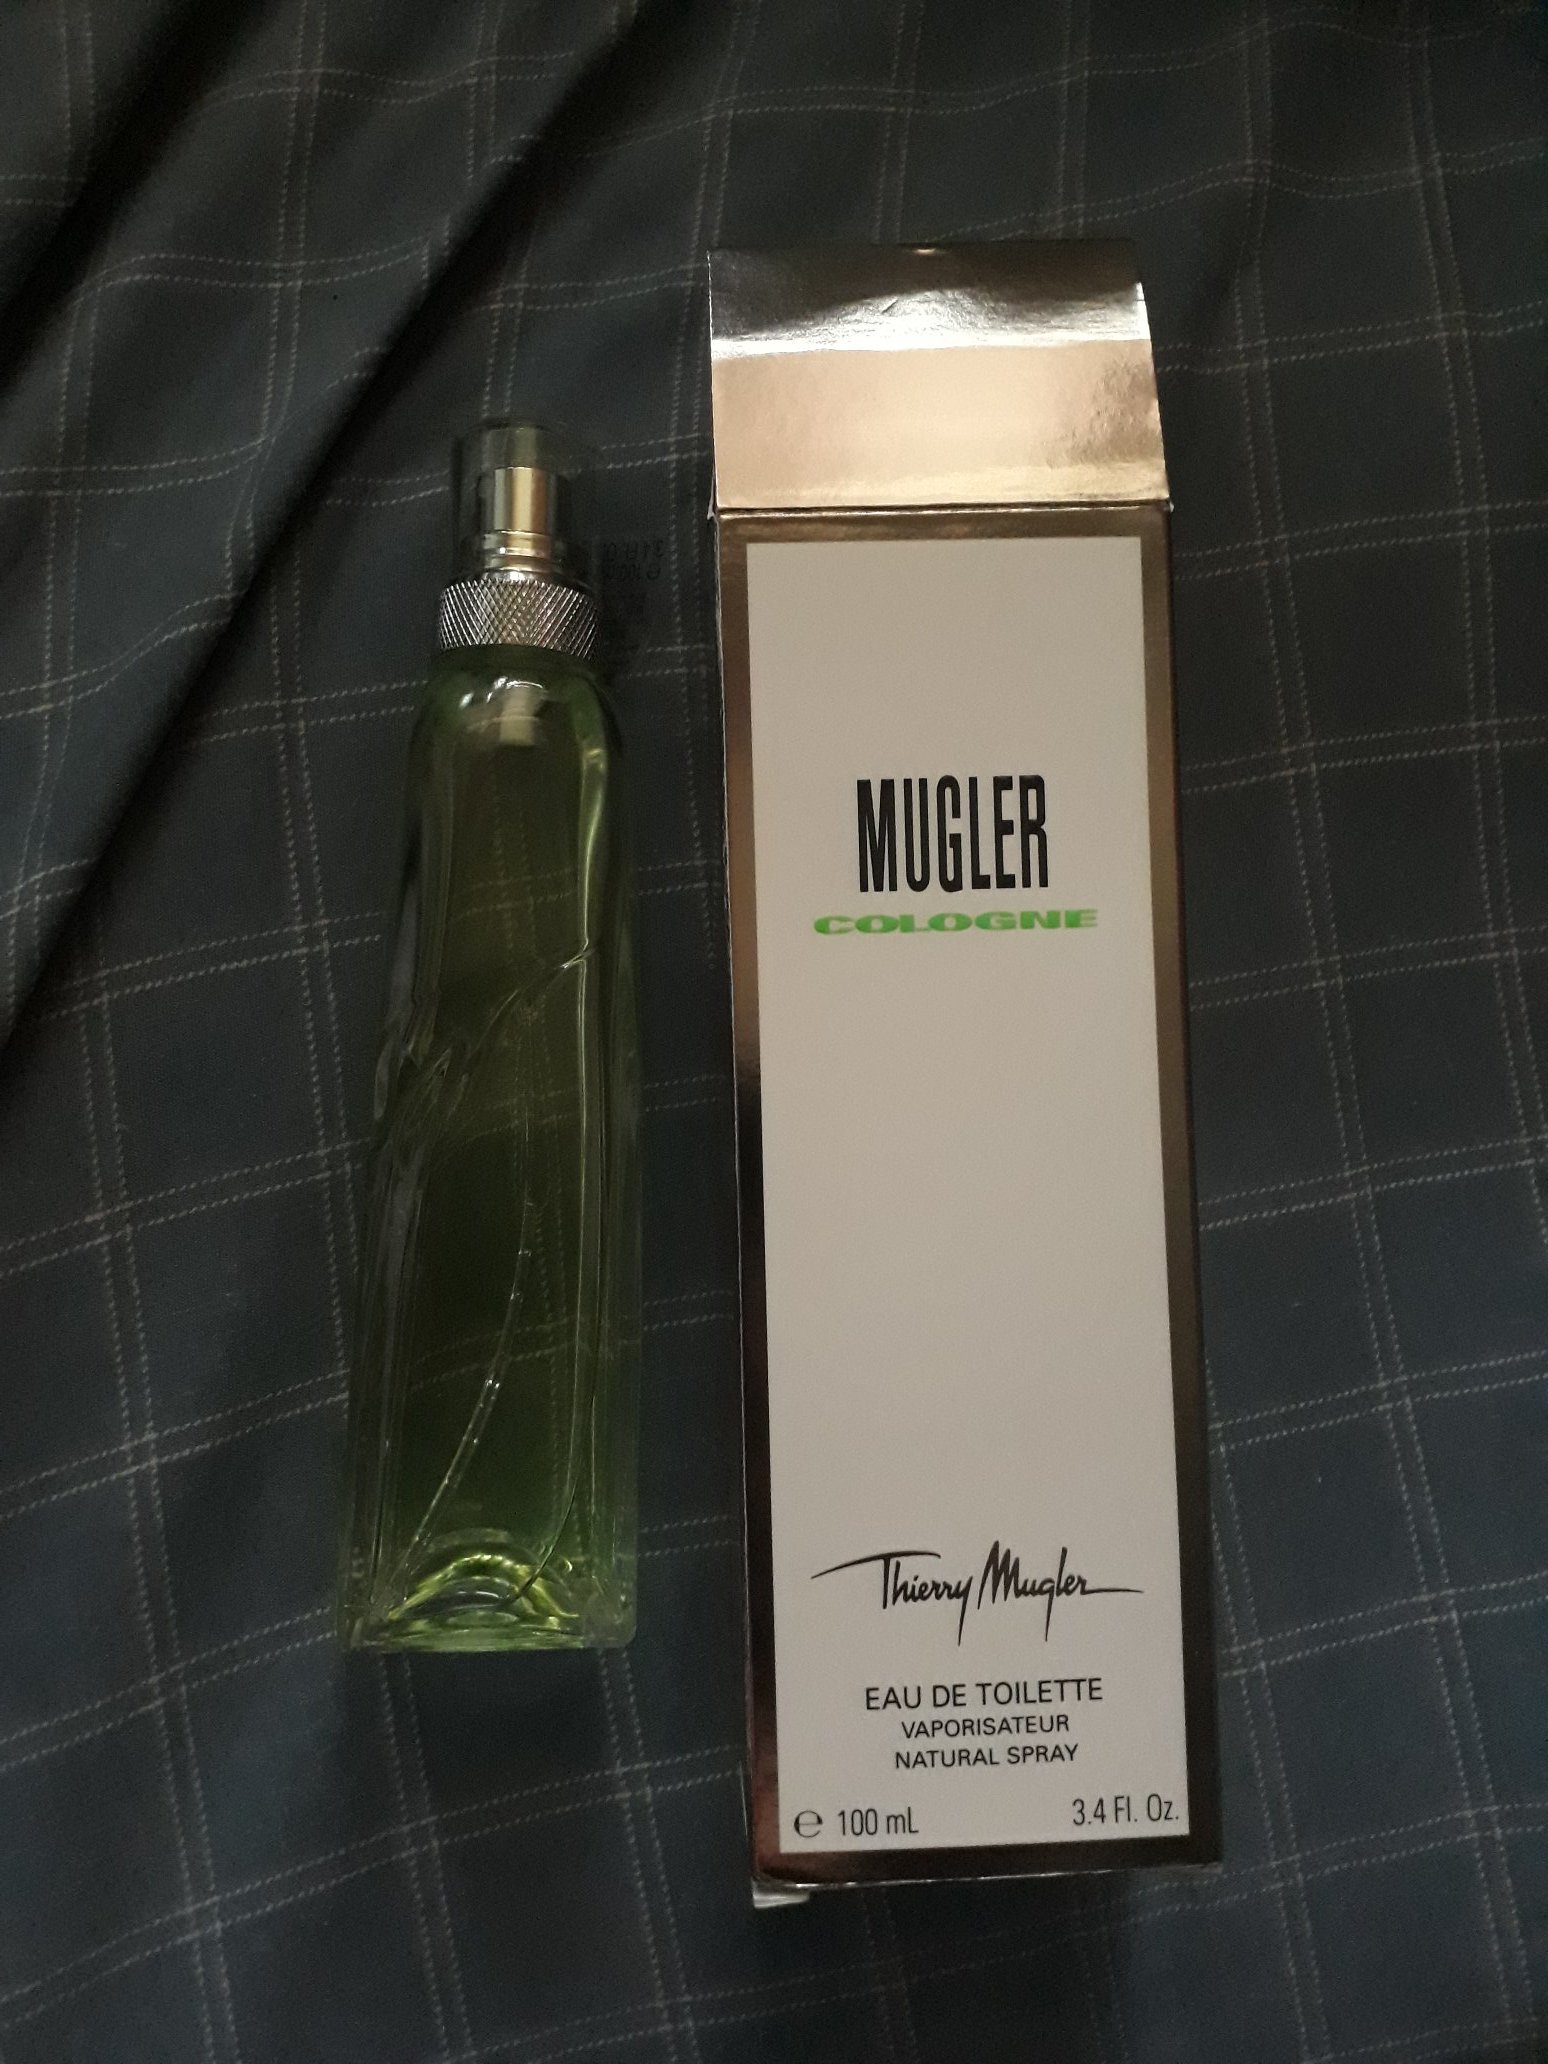 MUGLER
COLOGNE
Thierry Mugler
EAU DE TOILETTE
VAPORISATEUR
NATURAL SPRAY
℮ 100 mL 3.4 Fl. Oz.